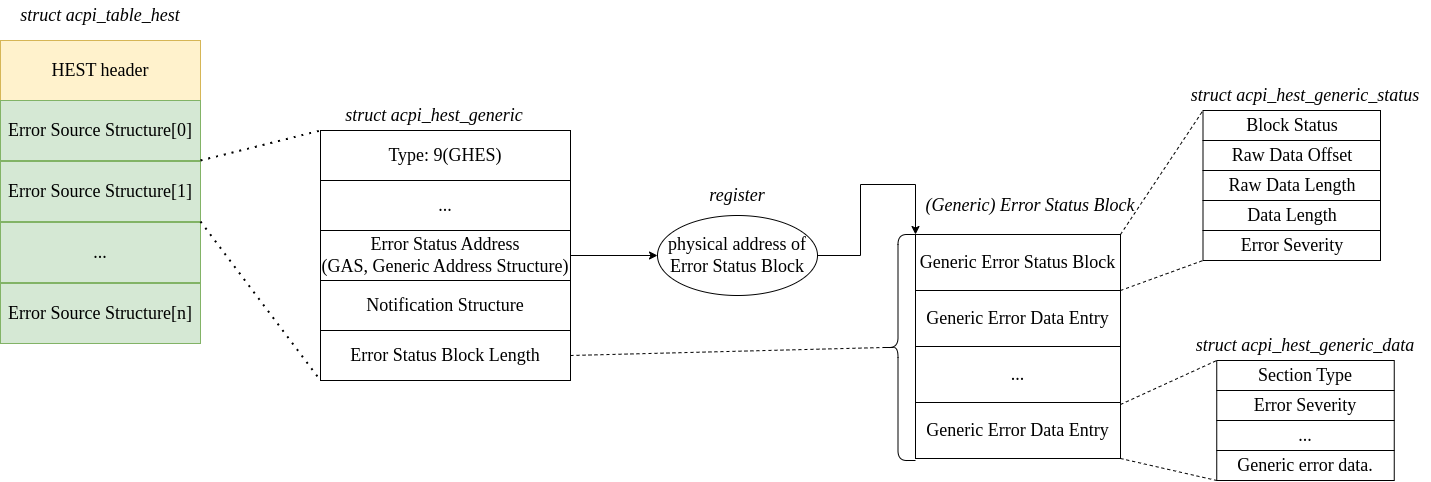 struct acpi_table_hest
HEST header
Error Source Structure[0]
Error Source Structure[1]
...
Error Source Structure[n]
struct acpi_hest_generic
Type: 9(GHES)
...
Error Status Address
(GAS, Generic Address Structure)
Notification Structure
Error Status Block Length
register
physical address of
Error Status Block
(Generic) Error Status Block
Generic Error Status Block
Generic Error Data Entry
...
Generic Error Data Entry
struct acpi_hest_generic_status
Block Status
Raw Data Offset
Raw Data Length
Data Length
Error Severity
struct acpi_hest_generic_data
Section Type
Error Severity
...
Generic error data.